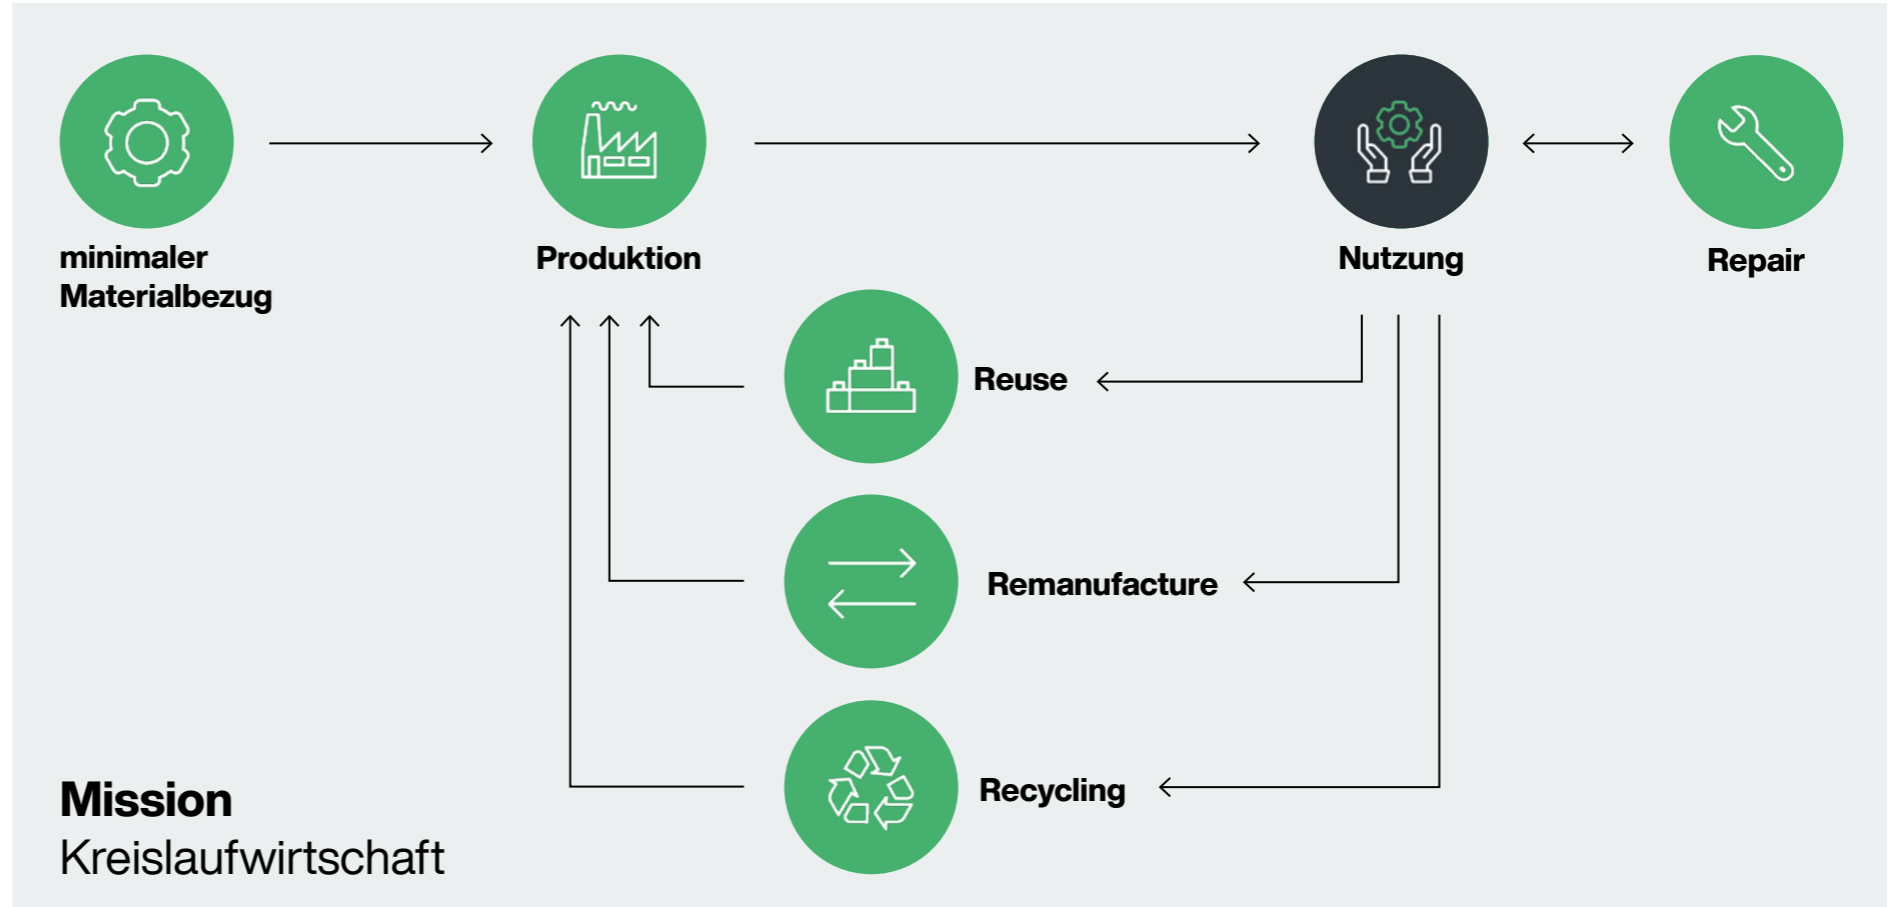 minimaler
Materialbezug
Produktion
Nutzung
Repair
Reuse
Remanufacture
Recycling
Mission
Kreislaufwirtschaft